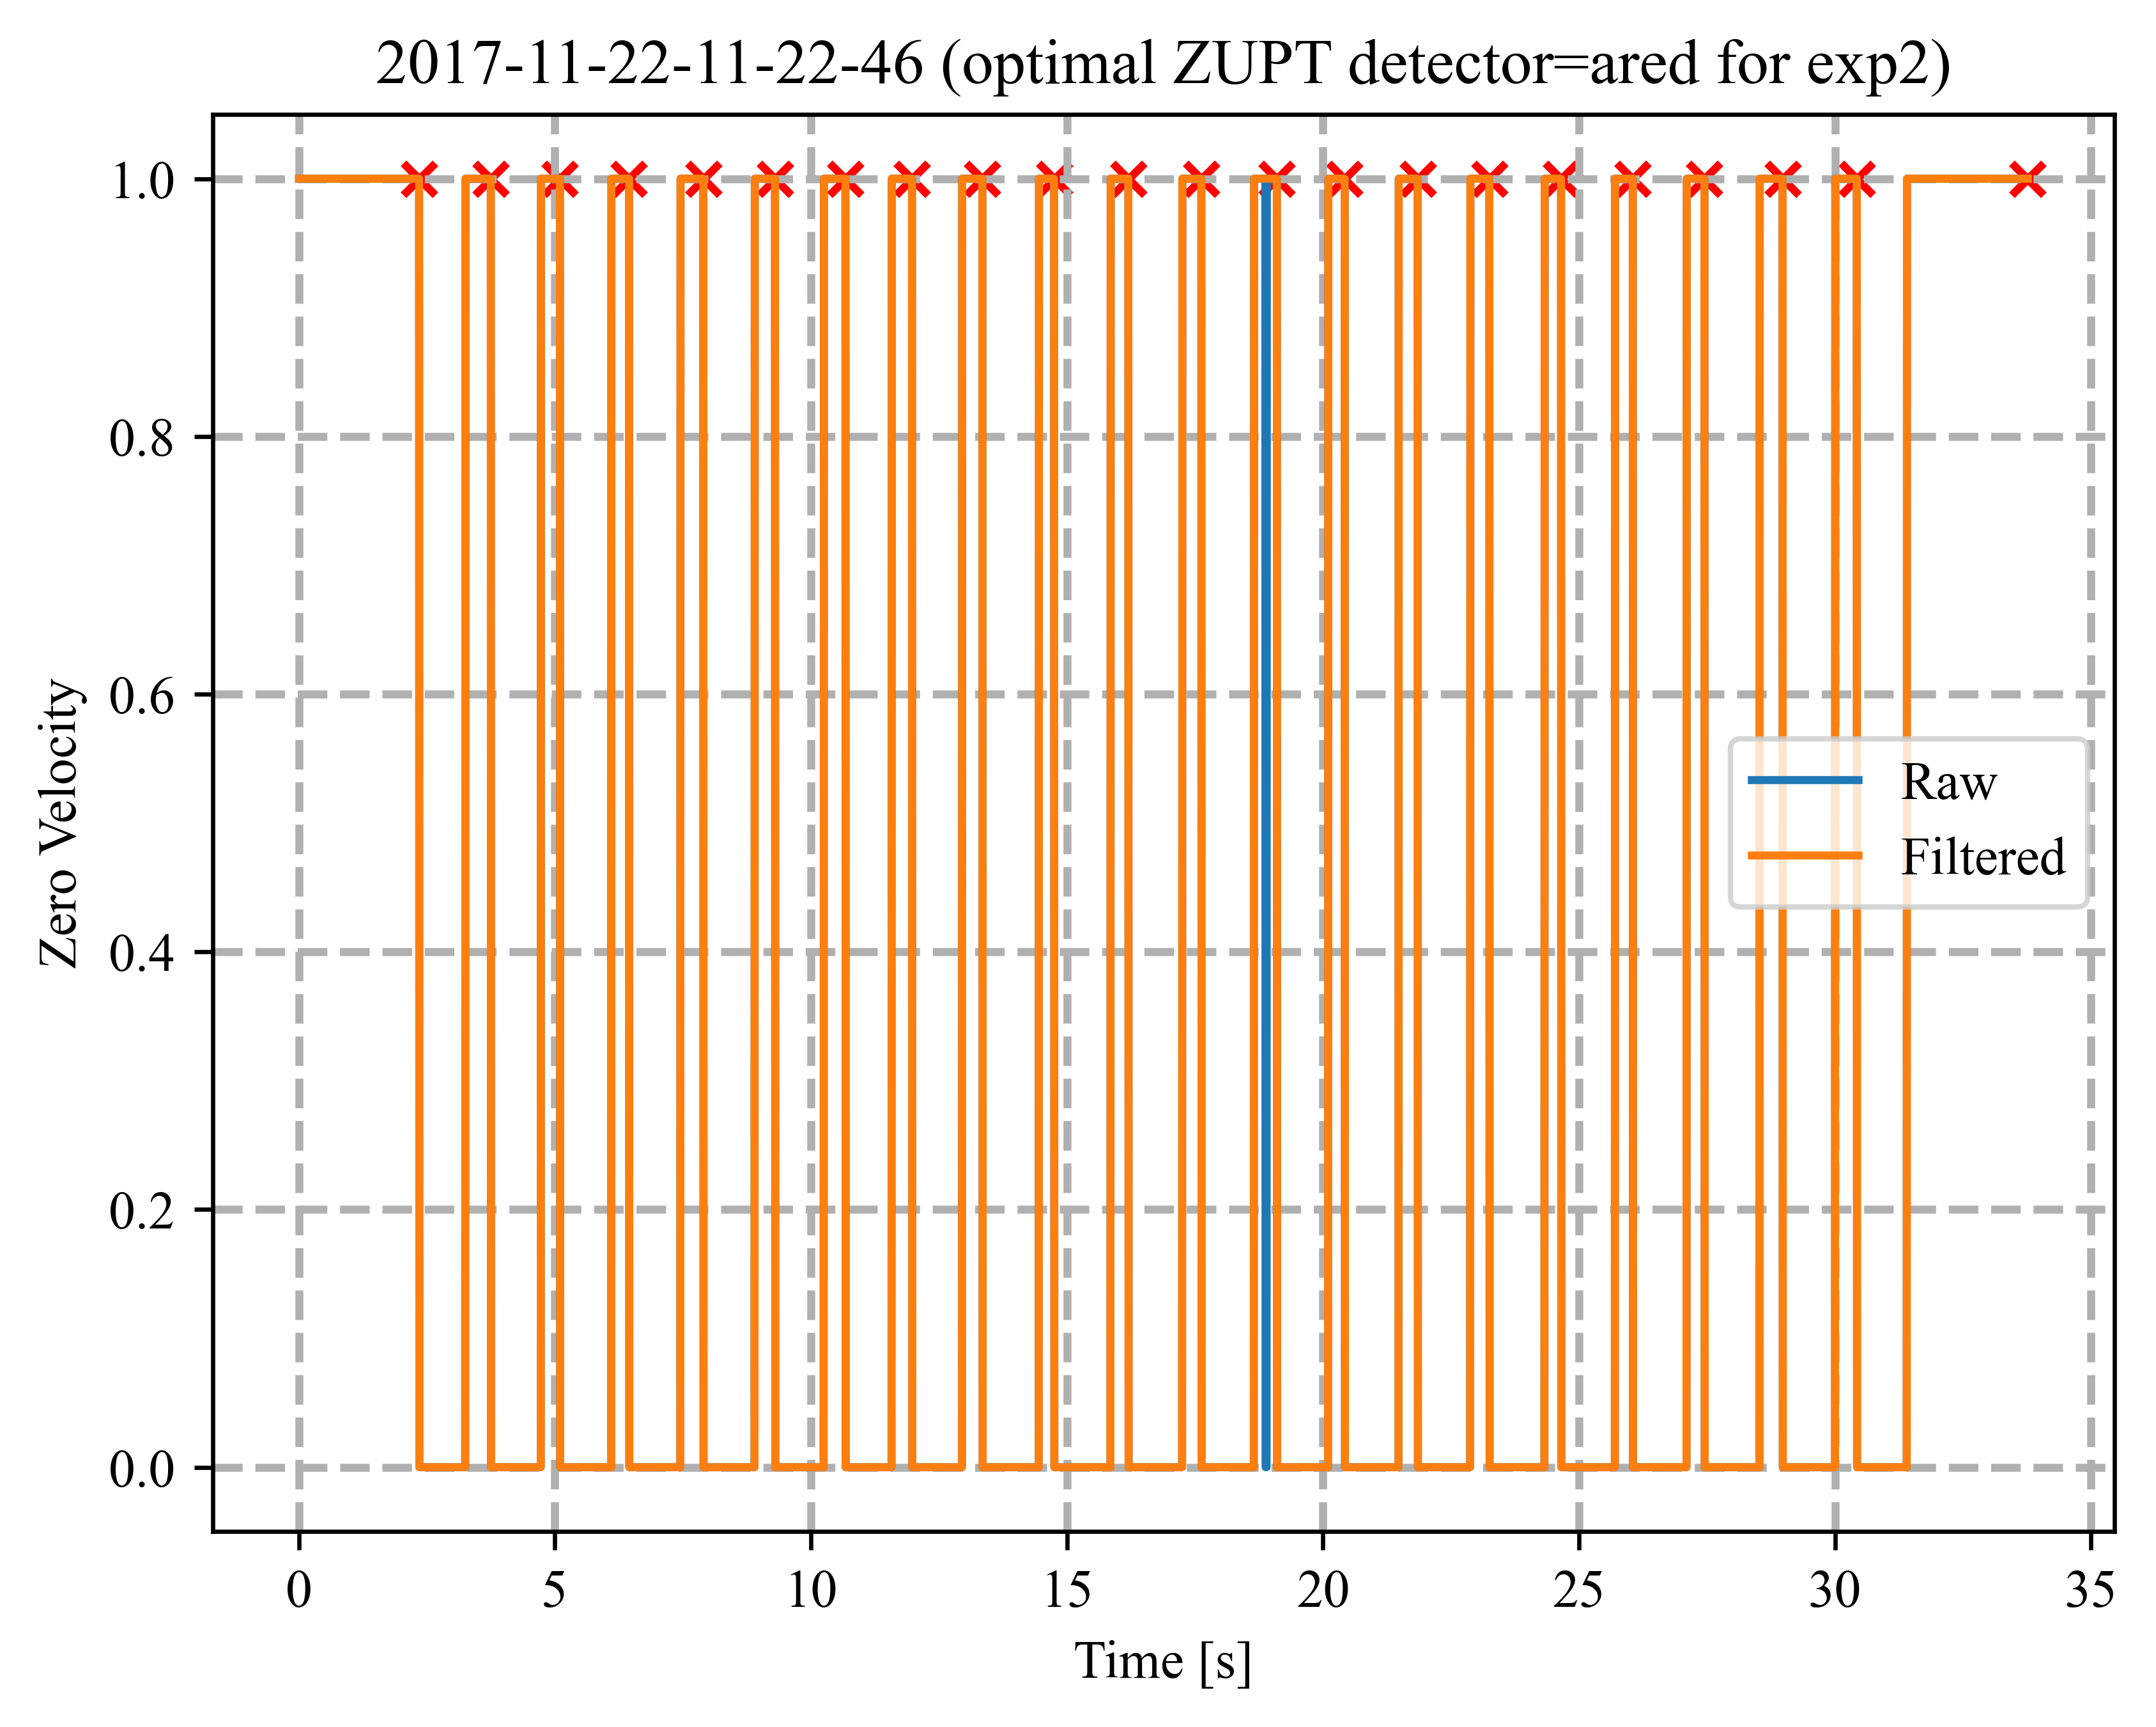 2017-11-22-11-22-46 (optimal ZUPT detector=ared for exp2)
1.0
0.8
0.6
0.4
0.2
0.0
Zero Velocity
Raw
Filtered
0 5 10 15 20 25 30 35
Time [s]